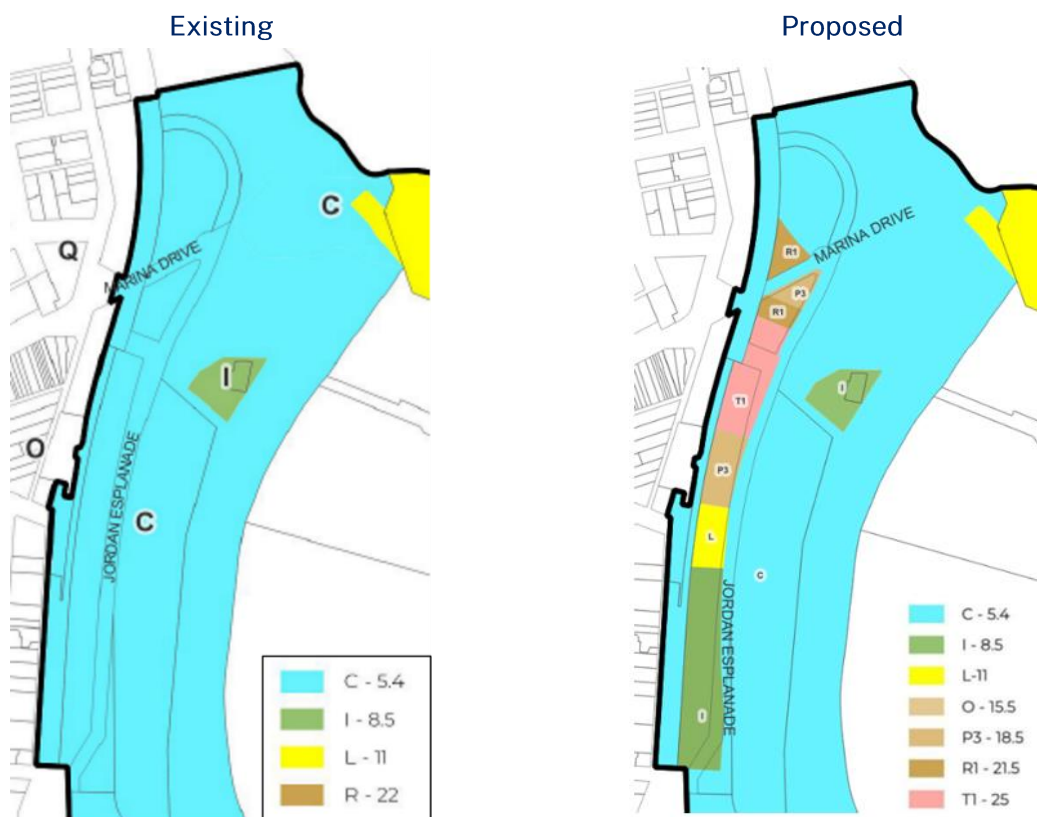 Existing
Proposed
C
Q
MARINA DRIVE
I
O
JORDAN ESPLANADE
C
C - 5.4
I - 8.5
L - 11
R - 22
R1
MARINA DRIVE
P3
R1
I
T1
P3
L
C
JORDAN ESPLANADE
I
C - 5.4
I - 8.5
L-11
O - 15.5
P3 - 18.5
R1 - 21.5
T1 - 25